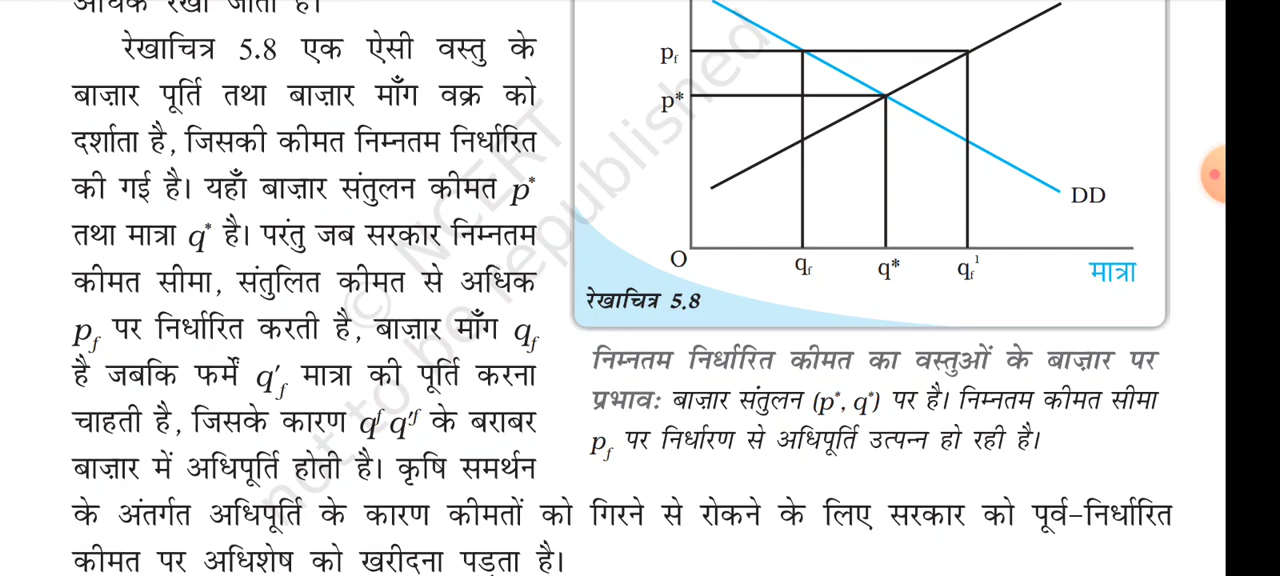 अधिक रखा जाता है।
रेखाचित्र 5.8 एक ऐसी वस्तु के
बाज़ार पूर्ति तथा बाज़ार माँग वक्र को
दर्शाता है, जिसकी कीमत निम्नतम निर्धारित
की गई है। यहाँ बाज़ार संतुलन कीमत p*
तथा मात्रा q* है। परंतु जब सरकार निम्नतम
कीमत सीमा, संतुलित कीमत से अधिक
pf पर निर्धारित करती है, बाज़ार माँग qf
है जबकि फर्में q′f मात्रा की पूर्ति करना
चाहती है, जिसके कारण qf q′f के बराबर
बाज़ार में अधिपूर्ति होती है। कृषि समर्थन
के अंतर्गत अधिपूर्ति के कारण कीमतों को गिरने से रोकने के लिए सरकार को पूर्व-निर्धारित
कीमत पर अधिशेष को खरीदना पड़ता है।
pf
p*
DD
O
qf
q*
qf1
मात्रा
रेखाचित्र 5.8
निम्नतम निर्धारित कीमत का वस्तुओं के बाज़ार पर
प्रभाव: बाज़ार संतुलन (p*, q*) पर है। निम्नतम कीमत सीमा
pf पर निर्धारण से अधिपूर्ति उत्पन्न हो रही है।
© NCERT
not to be republished